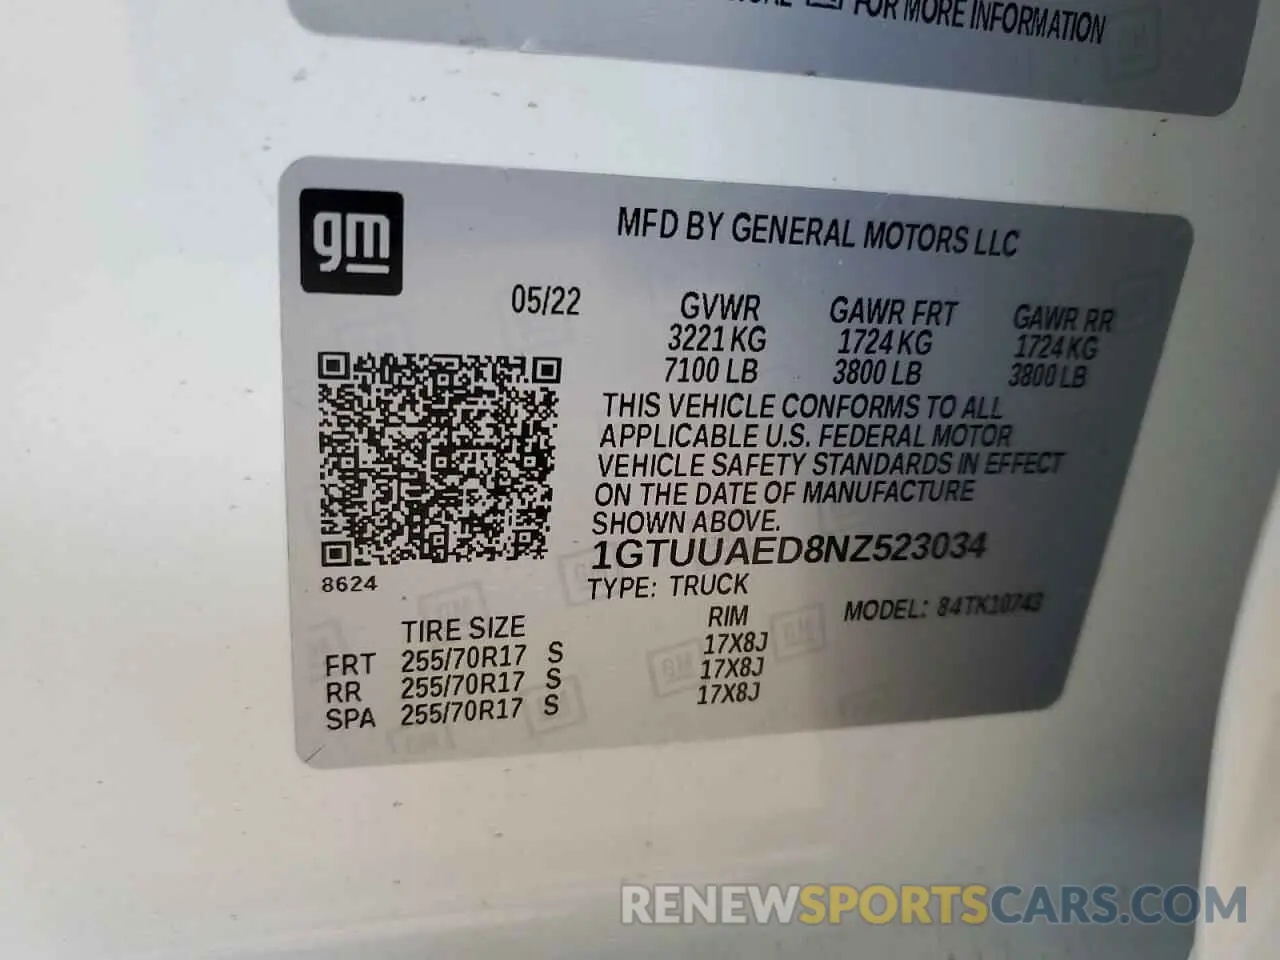 FOR MORE INFORMATION
gm
MFD BY GENERAL MOTORS LLC
05/22
GVWR GAWR FRT GAWR RR
3221 KG 1724 KG 1724 KG
7100 LB 3800 LB 3800 LB
THIS VEHICLE CONFORMS TO ALL
APPLICABLE U.S. FEDERAL MOTOR
VEHICLE SAFETY STANDARDS IN EFFECT
ON THE DATE OF MANUFACTURE
SHOWN ABOVE.
1GTUUAED8NZ523034
8624
TYPE: TRUCK
MODEL: 84TK10743
TIRE SIZE RIM
FRT 255/70R17 S 17X8J
RR 255/70R17 S 17X8J
SPA 255/70R17 S 17X8J
RENEWSPORTSCARS.COM